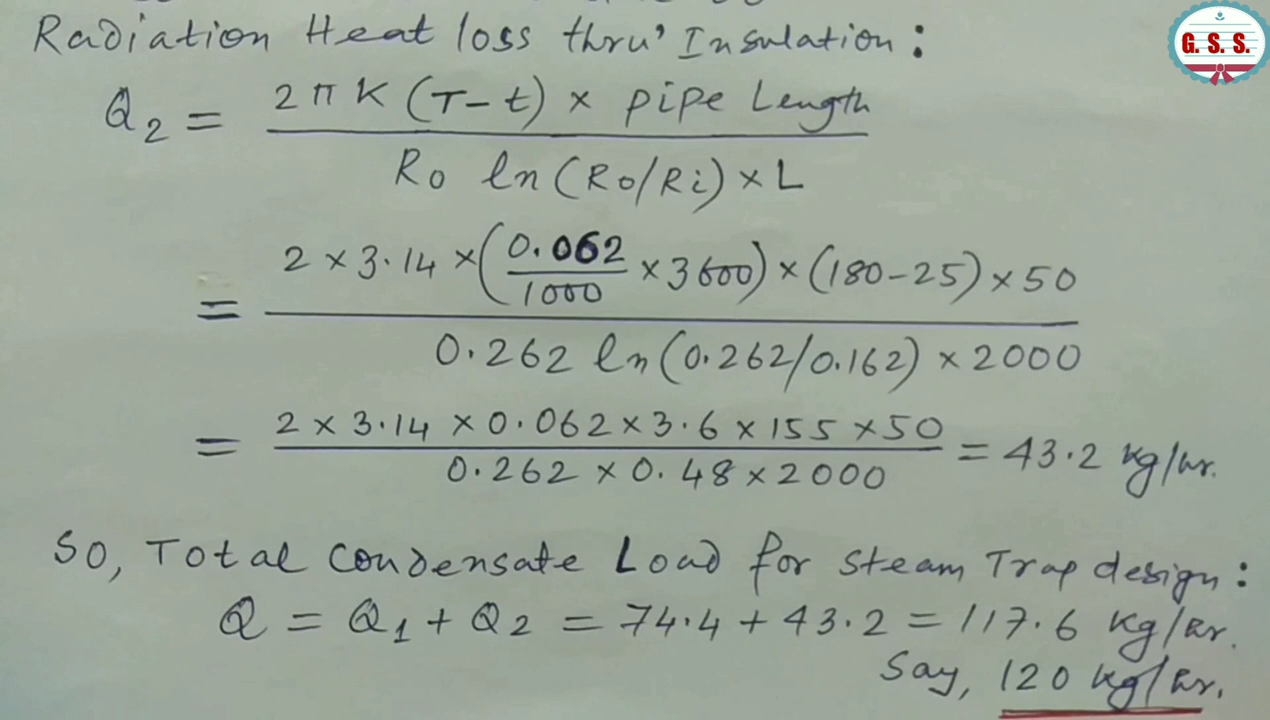 Radiation Heat loss thru' Insulation:
G. S. S.
Q2 = 2πK (T-t) × pipe Length
Ro ln(Ro/Ri) × L
= 2 × 3.14 × (0.062/1000 × 3600) × (180-25) × 50
0.262 ln(0.262/0.162) × 2000
= 2 × 3.14 × 0.062 × 3.6 × 155 × 50 = 43.2 kg/hr.
0.262 × 0.48 × 2000
So, Total Condensate Load for Steam Trap design:
Q = Q1 + Q2 = 74.4 + 43.2 = 117.6 kg/hr.
Say, 120 kg/hr.